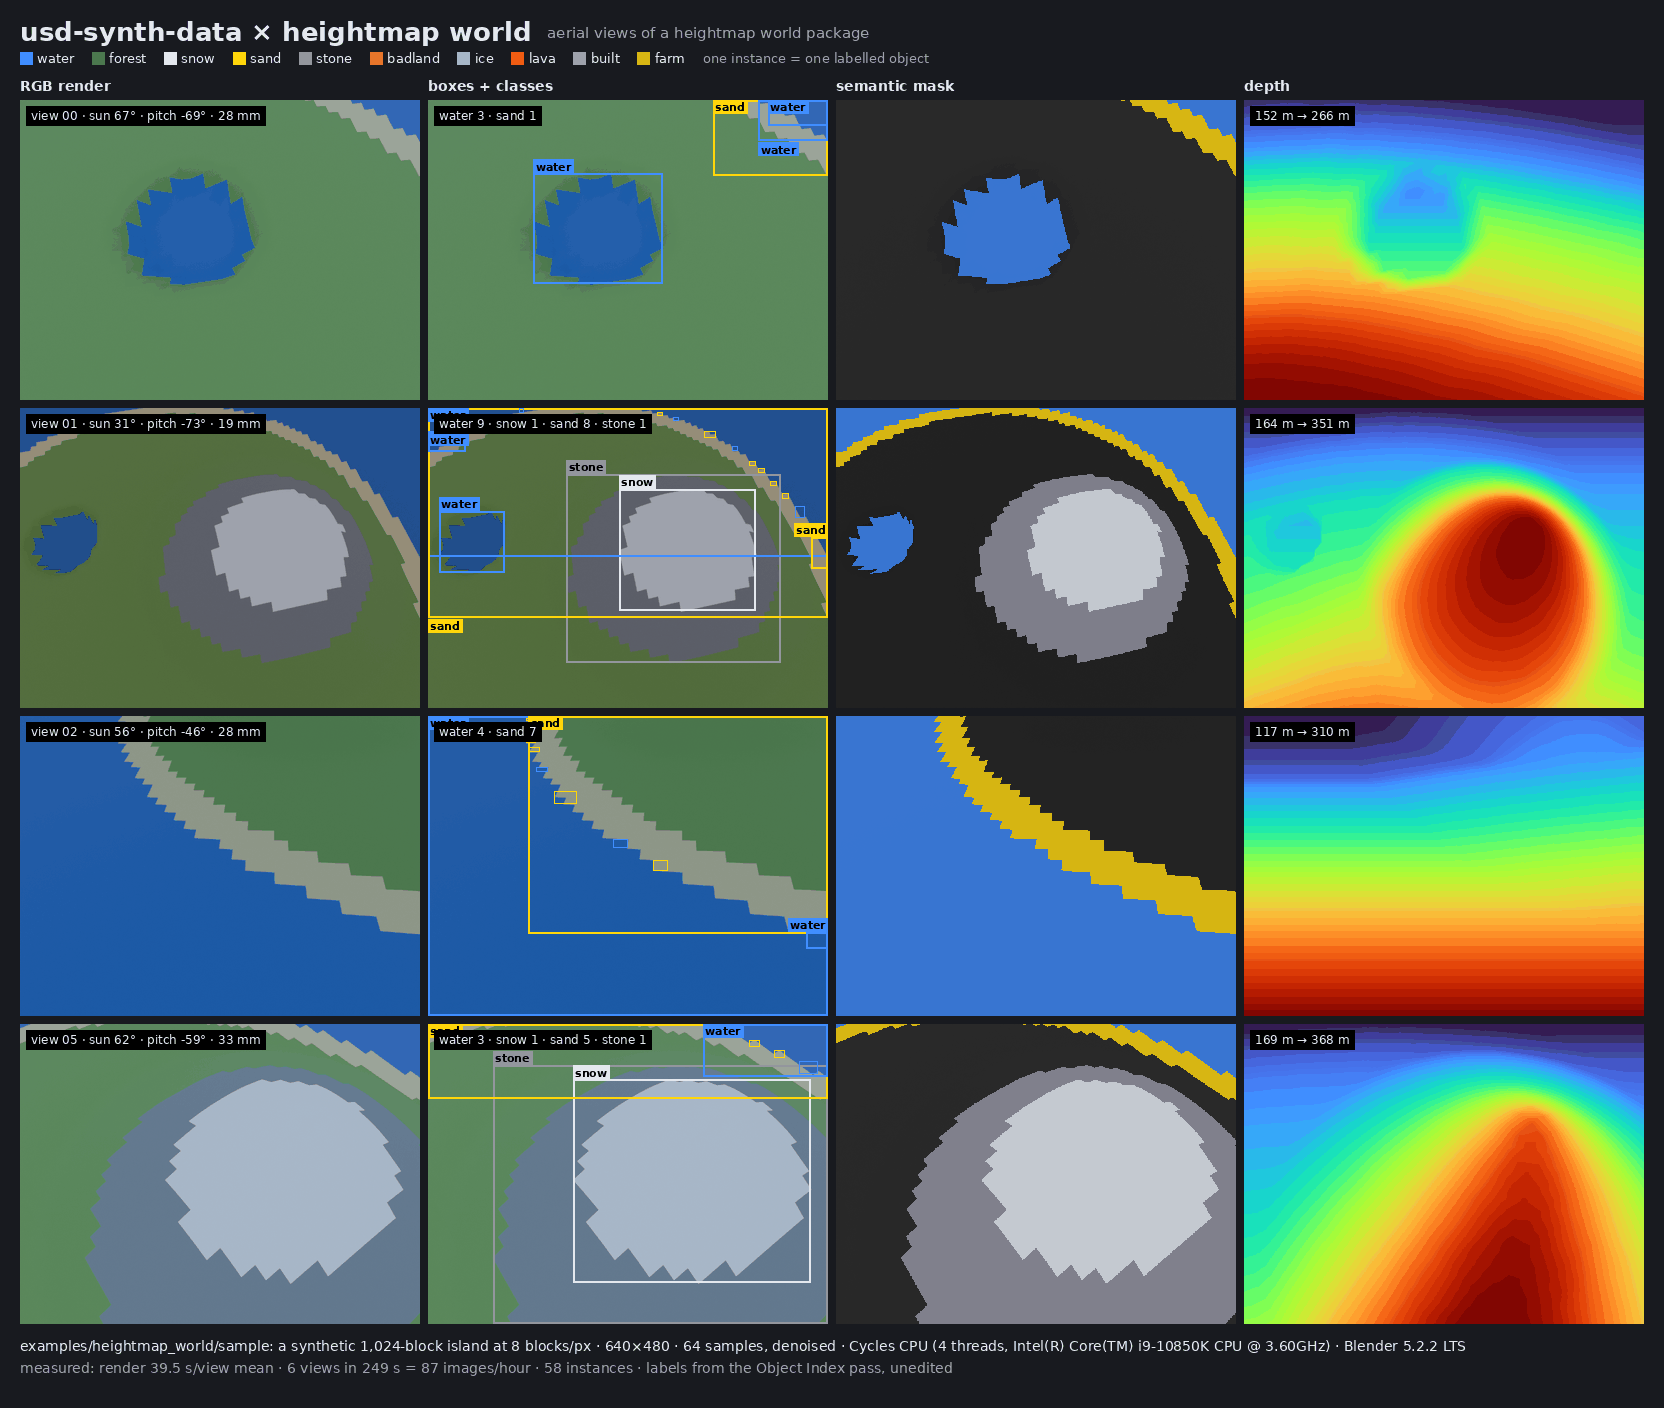 usd-synth-data × heightmap world aerial views of a heightmap world package
water forest snow sand stone badland ice lava built farm one instance = one labelled object
RGB render boxes + classes semantic mask depth
view 00 · sun 67° · pitch -69° · 28 mm
water 3 · sand 1
sand
water
water
water
152 m → 266 m
view 01 · sun 31° · pitch -73° · 19 mm
water
water 9 · snow 1 · sand 8 · stone 1
water
stone
snow
water
sand
sand
164 m → 351 m
view 02 · sun 56° · pitch -46° · 28 mm
water
sand
water 4 · sand 7
water
117 m → 310 m
view 05 · sun 62° · pitch -59° · 33 mm
sand
water
water 3 · snow 1 · sand 5 · stone 1
stone
snow
169 m → 368 m
examples/heightmap_world/sample: a synthetic 1,024-block island at 8 blocks/px · 640×480 · 64 samples, denoised · Cycles CPU (4 threads, Intel(R) Core(TM) i9-10850K CPU @ 3.60GHz) · Blender 5.2.2 LTS
measured: render 39.5 s/view mean · 6 views in 249 s = 87 images/hour · 58 instances · labels from the Object Index pass, unedited